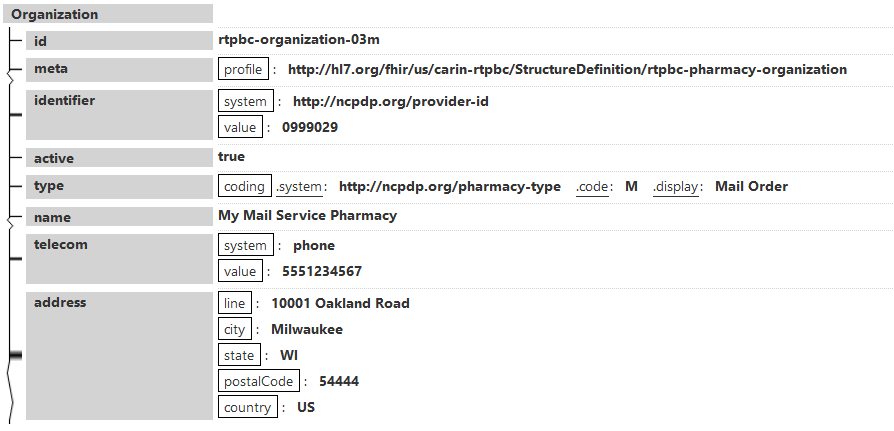 Organization
id rtpbc-organization-03m
meta profile : http://hl7.org/fhir/us/carin-rtpbc/StructureDefinition/rtpbc-pharmacy-organization
identifier system : http://ncpdp.org/provider-id
value : 0999029
active true
type coding .system: http://ncpdp.org/pharmacy-type .code: M .display: Mail Order
name My Mail Service Pharmacy
telecom system : phone
value : 5551234567
address line : 10001 Oakland Road
city : Milwaukee
state : WI
postalCode : 54444
country : US